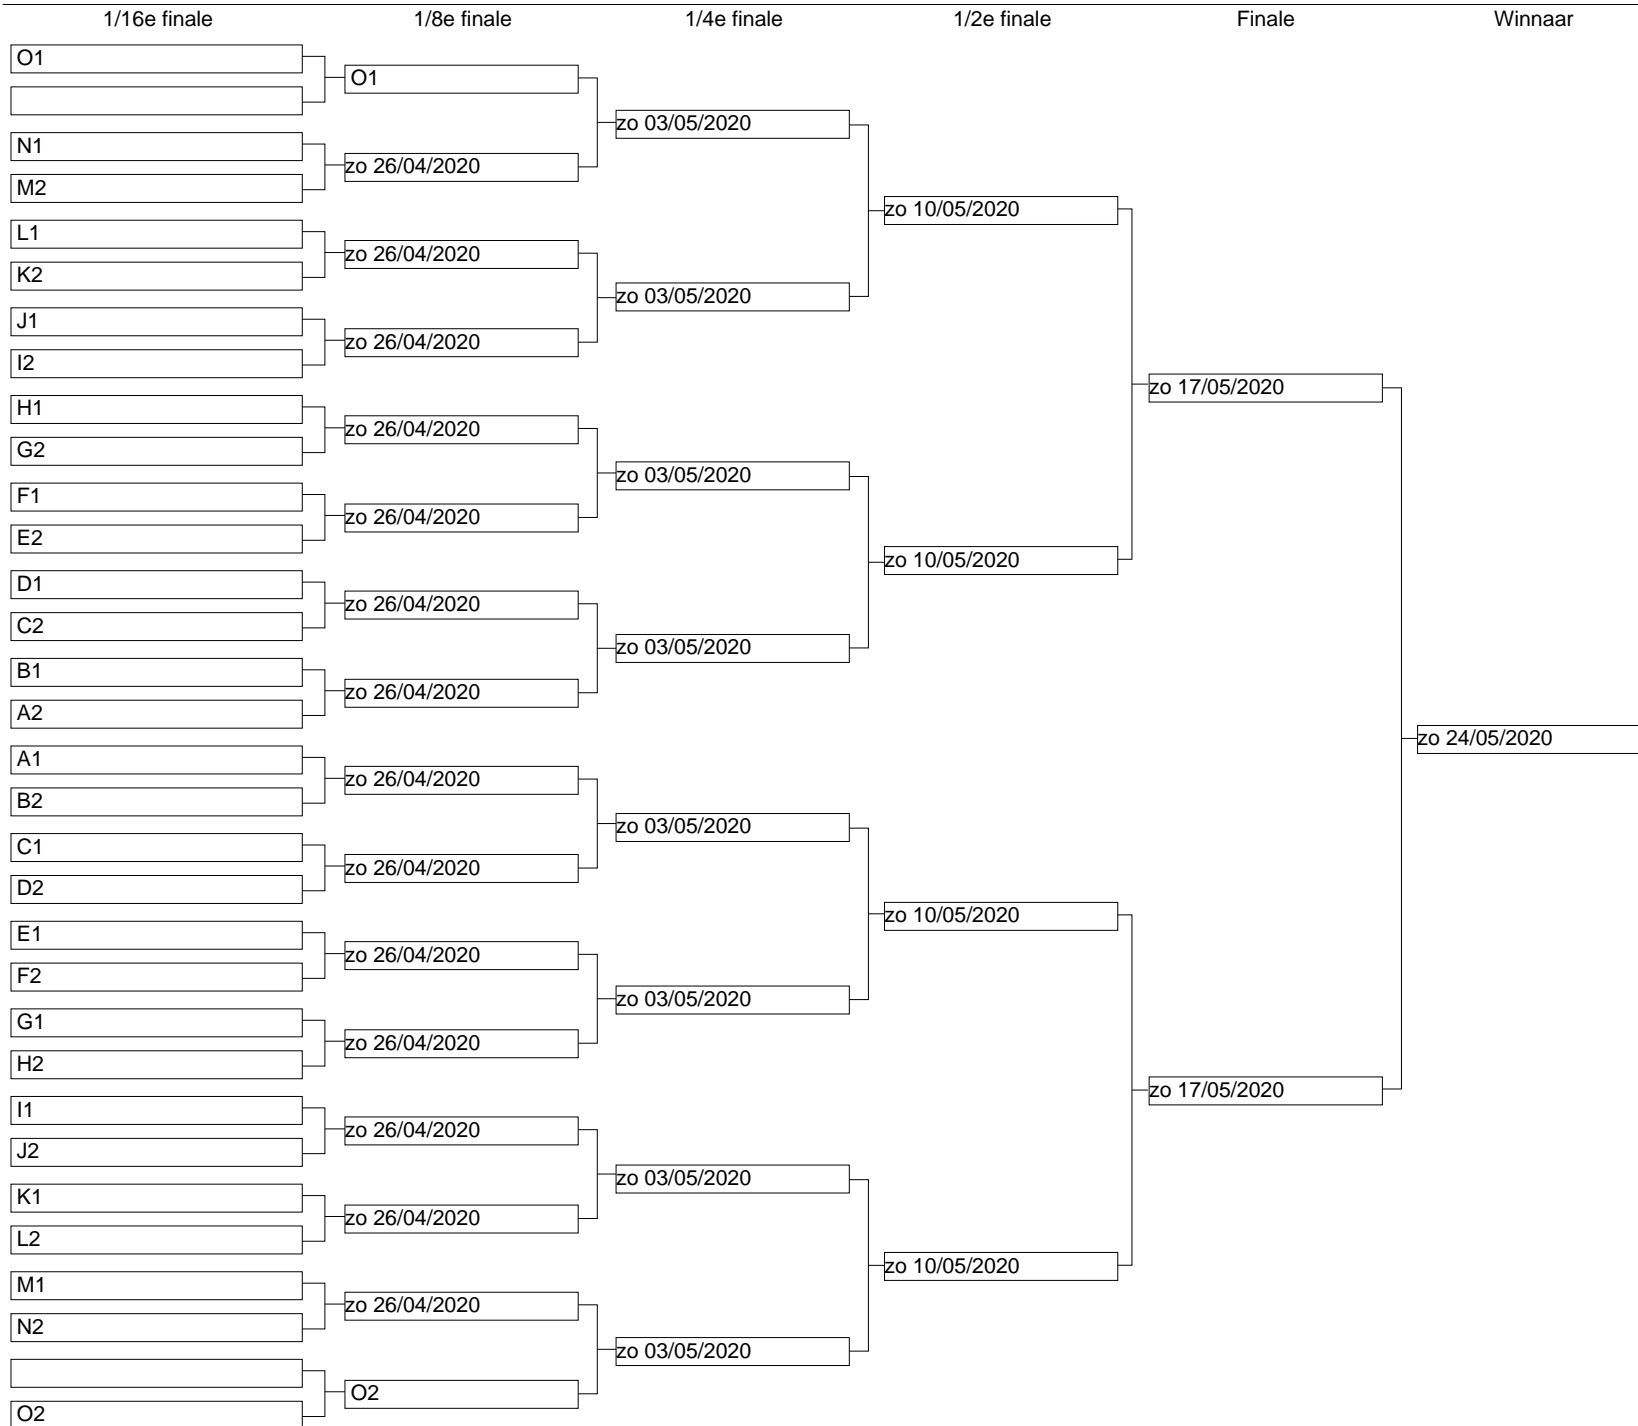 1/16e finale
1/8e finale
1/4e finale
1/2e finale
Finale
Winnaar
O1
N1
M2
L1
K2
J1
I2
H1
G2
F1
E2
D1
C2
B1
A2
A1
B2
C1
D2
E1
F2
G1
H2
I1
J2
K1
L2
M1
N2
O2
O1
zo 26/04/2020
zo 26/04/2020
zo 26/04/2020
zo 26/04/2020
zo 26/04/2020
zo 26/04/2020
zo 26/04/2020
zo 26/04/2020
zo 26/04/2020
zo 26/04/2020
zo 26/04/2020
zo 26/04/2020
zo 26/04/2020
zo 26/04/2020
O2
zo 03/05/2020
zo 03/05/2020
zo 03/05/2020
zo 03/05/2020
zo 03/05/2020
zo 03/05/2020
zo 03/05/2020
zo 03/05/2020
zo 10/05/2020
zo 10/05/2020
zo 10/05/2020
zo 10/05/2020
zo 17/05/2020
zo 17/05/2020
zo 24/05/2020